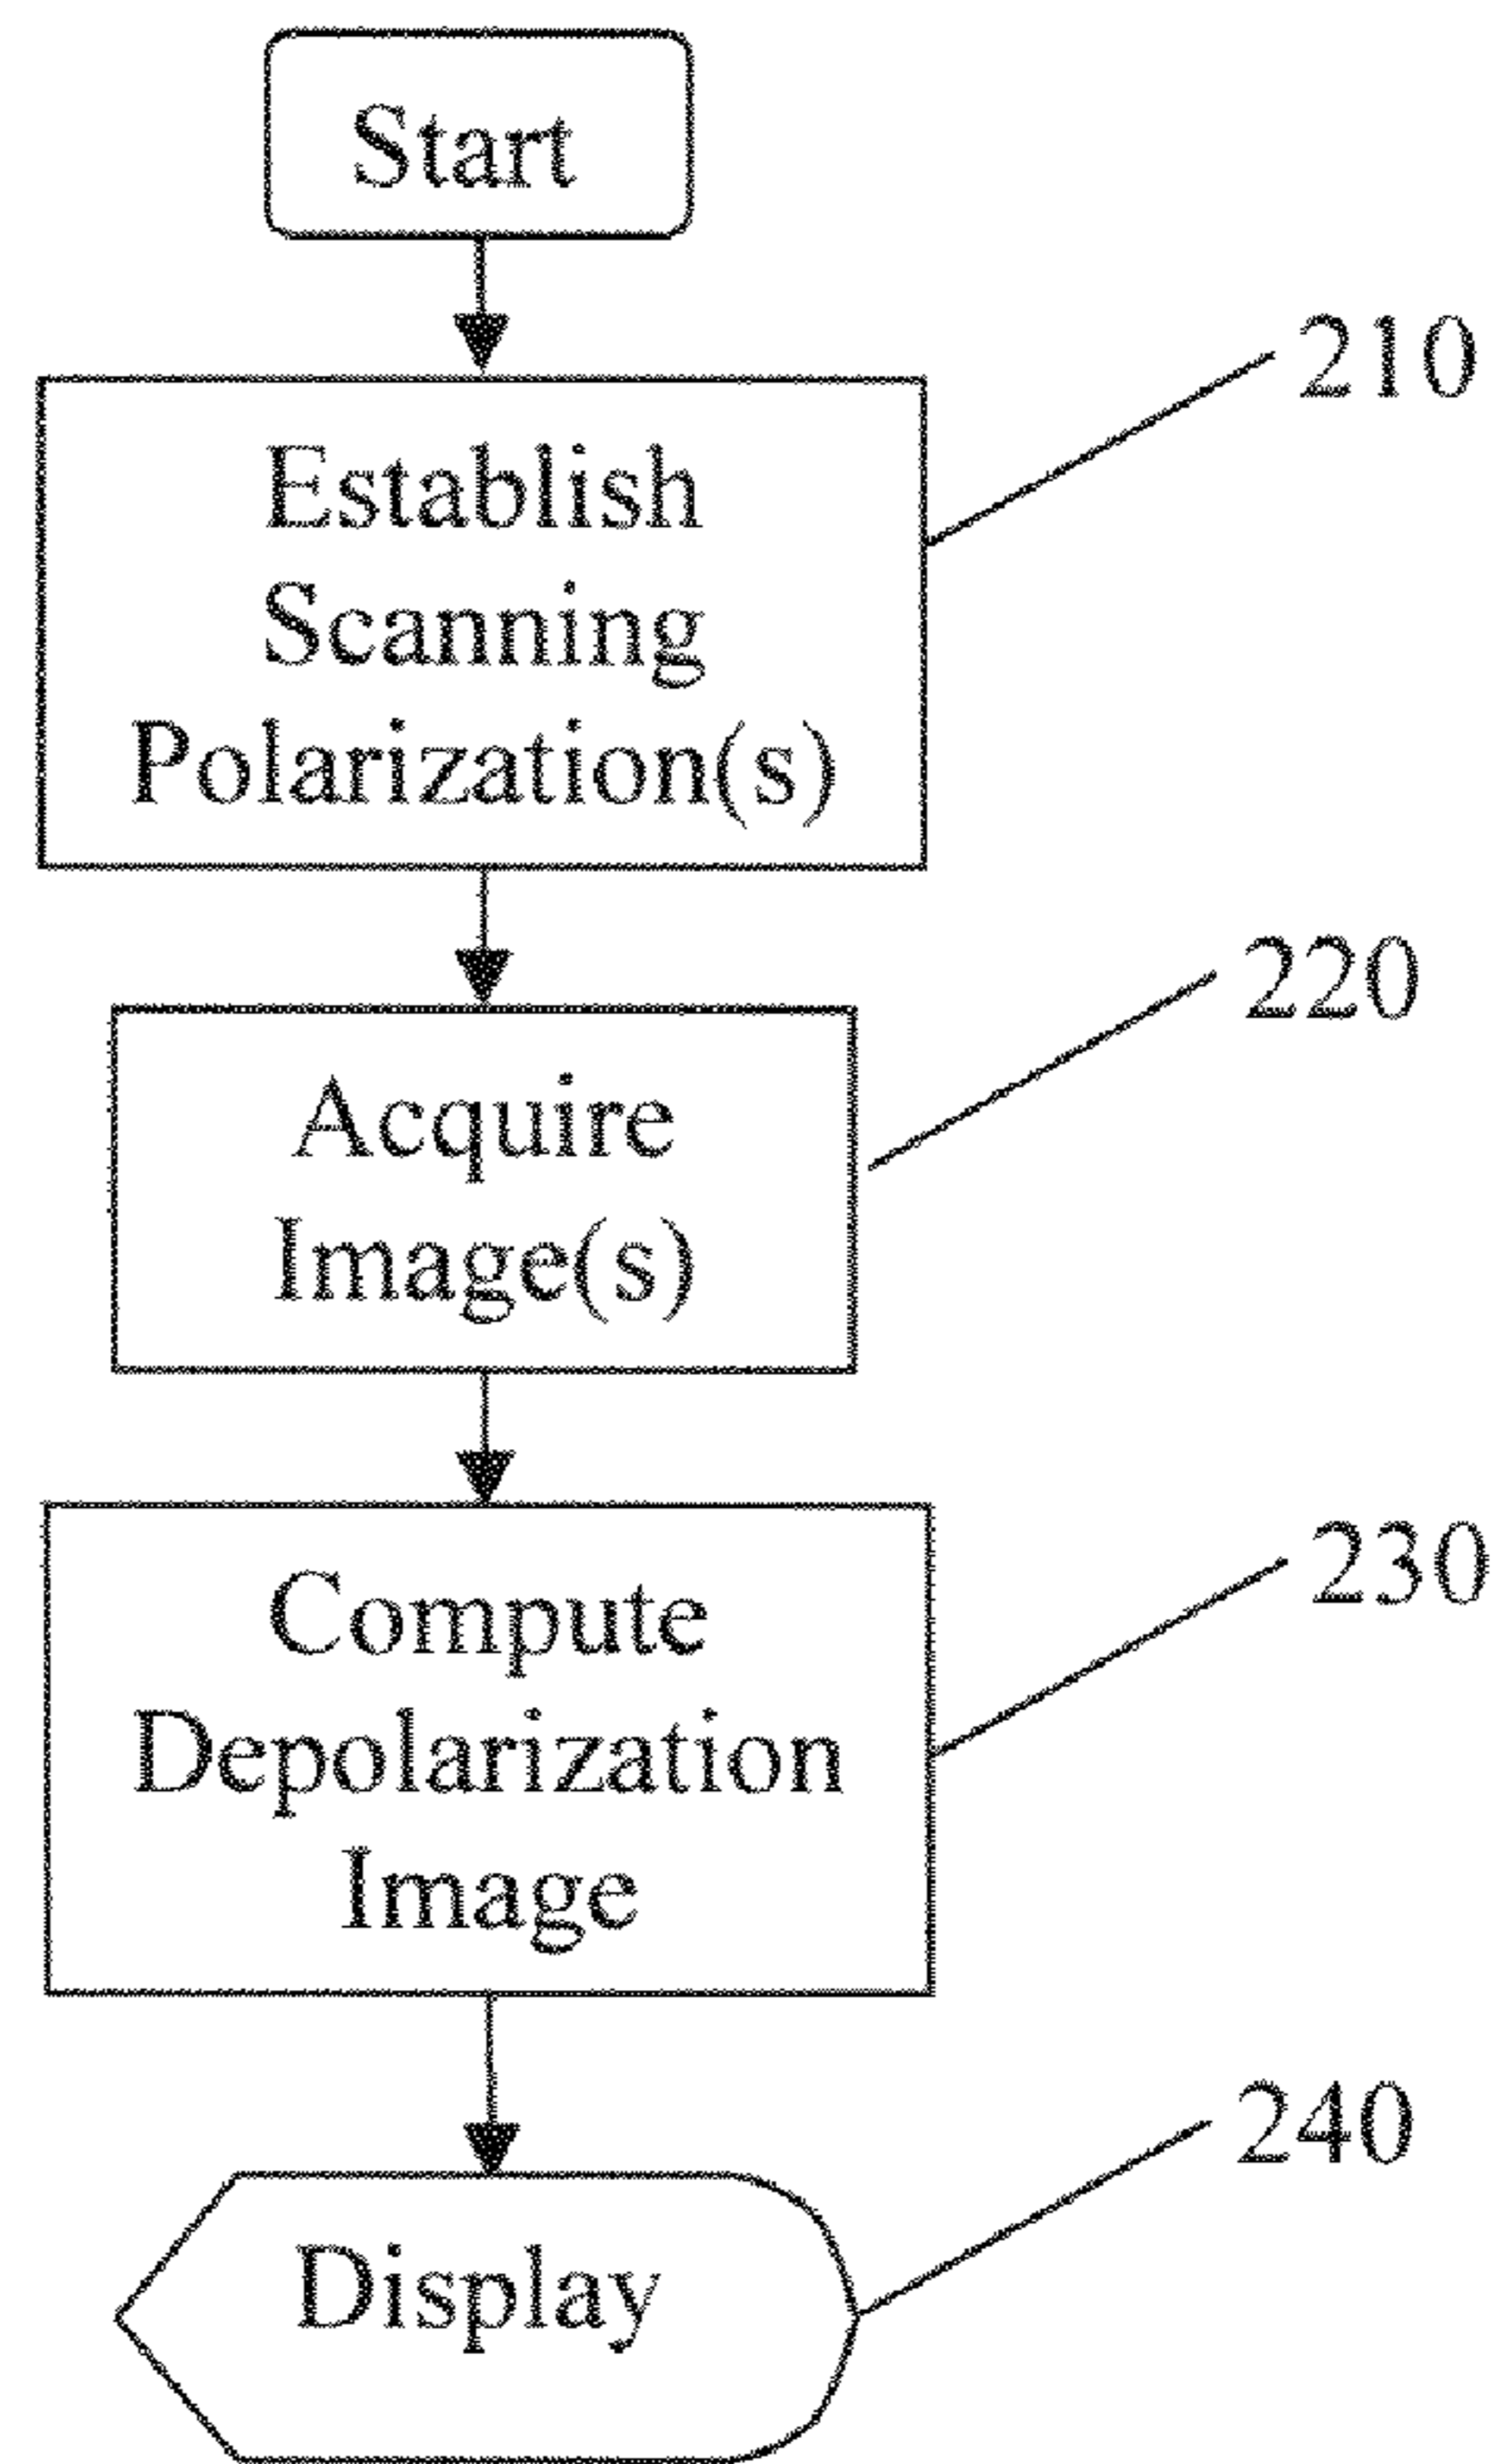 Start
210
Establish
Scanning
Polarization(s)
220
Acquire
Image(s)
230
Compute
Depolarization
Image
240
Display